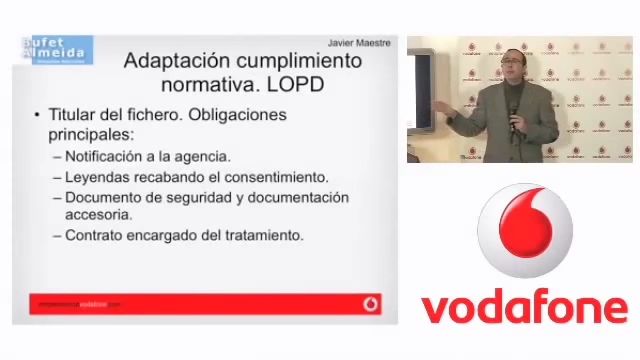 Bufet
Almeida
Javier Maestre
Adaptación cumplimiento
normativa. LOPD
• Titular del fichero. Obligaciones
principales:
– Notificación a la agencia.
– Leyendas recabando el consentimiento.
– Documento de seguridad y documentación
accesoria.
– Contrato encargado del tratamiento.
vodafone
vodafone